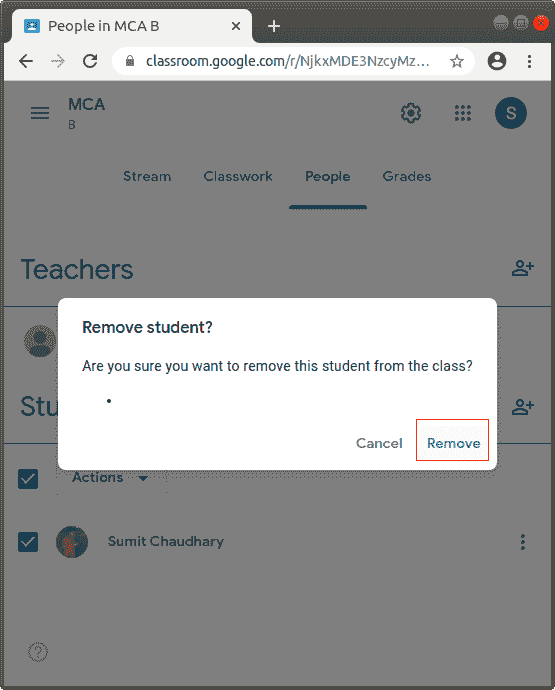 People in MCA B
classroom.google.com/r/NjkxMDE3NzcyMz...
MCA
B
S
Stream Classwork People Grades
Teachers
Remove student?
Are you sure you want to remove this student from the class?
Stu
Cancel Remove
Actions
Sumit Chaudhary